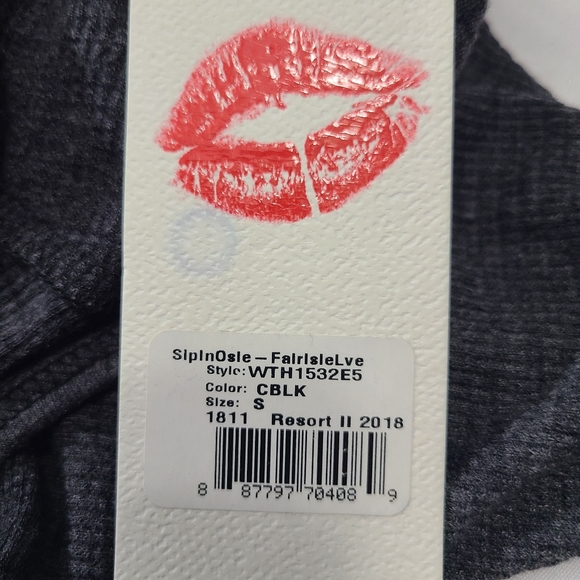 SlpInOsle – FairIsleLve
Style: WTH1532E5
Color: CBLK
Size: S
1811 Resort II 2018
8 87797 70408 9